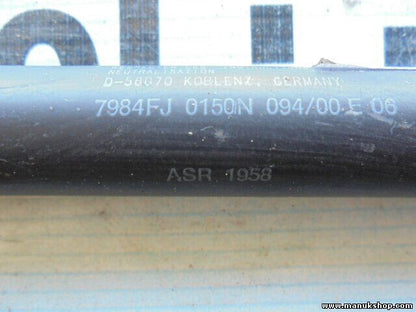 D-56070 KOBLENZ, GERMANY
7984FJ 0150N 094/00 E 06
ASR 1958
www.manukshop.com